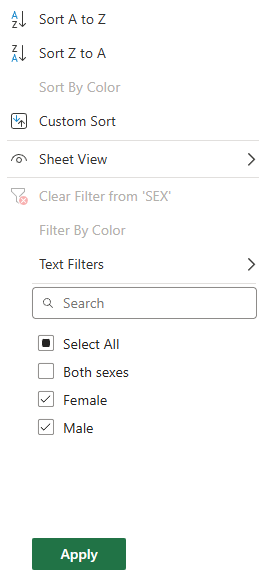 Sort A to Z
Sort Z to A
Sort By Color
Custom Sort
Sheet View
Clear Filter from 'SEX'
Filter By Color
Text Filters
Search
Select All
Both sexes
Female
Male
Apply